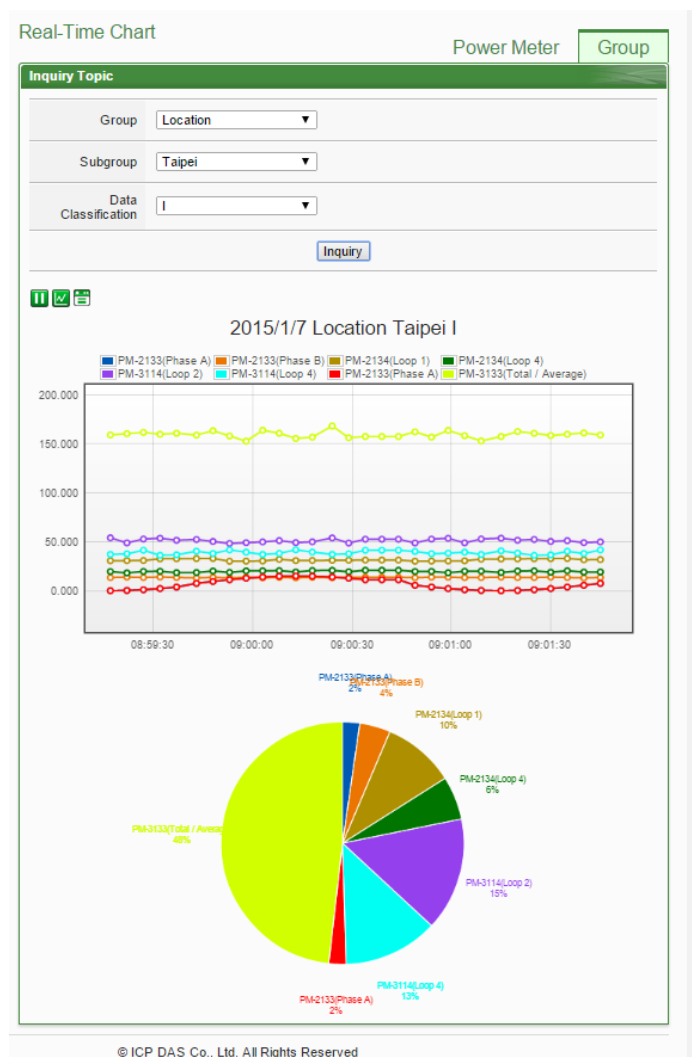 Real-Time Chart
Power Meter Group
Inquiry Topic
Group Location
Subgroup Taipei
Data Classification I
Inquiry
2015/1/7 Location Taipei I
PM-2133(Phase A) PM-2133(Phase B) PM-2134(Loop 1) PM-2134(Loop 4)
PM-3114(Loop 2) PM-3114(Loop 4) PM-2133(Phase A) PM-3133(Total / Average)
200.000
150.000
100.000
50.000
0.000
08:59:30 09:00:00 09:00:30 09:01:00 09:01:30
PM-2133(Phase A)
2%
PM-2133(Phase B)
4%
PM-2134(Loop 1)
10%
PM-2134(Loop 4)
6%
PM-3133(Total / Averag
48%
PM-3114(Loop 2)
15%
PM-3114(Loop 4)
13%
PM-2133(Phase A)
2%
© ICP DAS Co., Ltd. All Rights Reserved